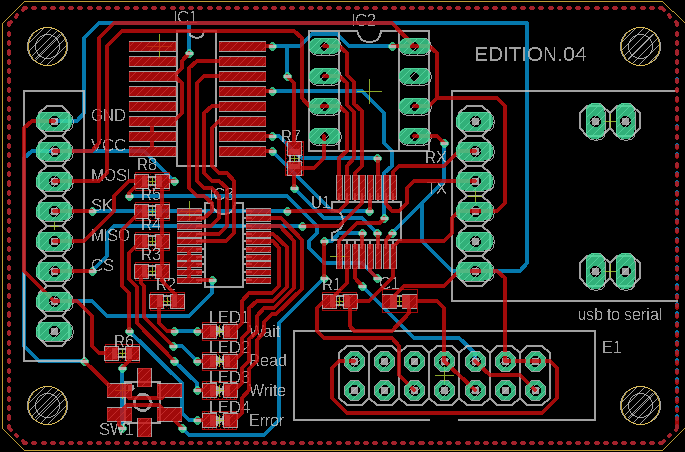 IC1
IC2
EDITION.04
GND
R7
VCC
RX
R8
MOSI
TX
R5
IC3
SK
U1
R4
MISO
R3
CS
R2
R1
C1
usb to serial
LED1
Wait
R6
LED2
Read
E1
LED3
Write
LED4
Error
SW1